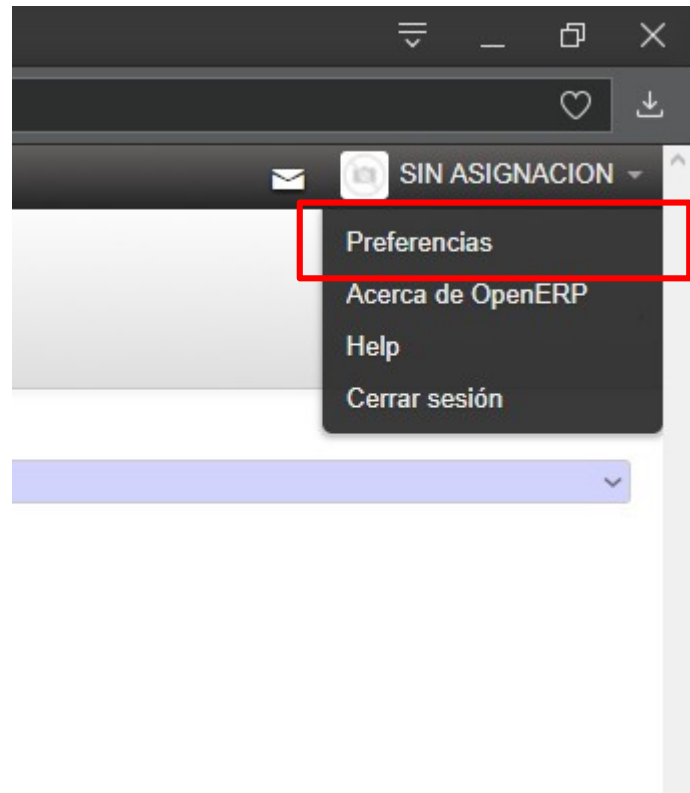 SIN ASIGNACION
Preferencias
Acerca de OpenERP
Help
Cerrar sesión